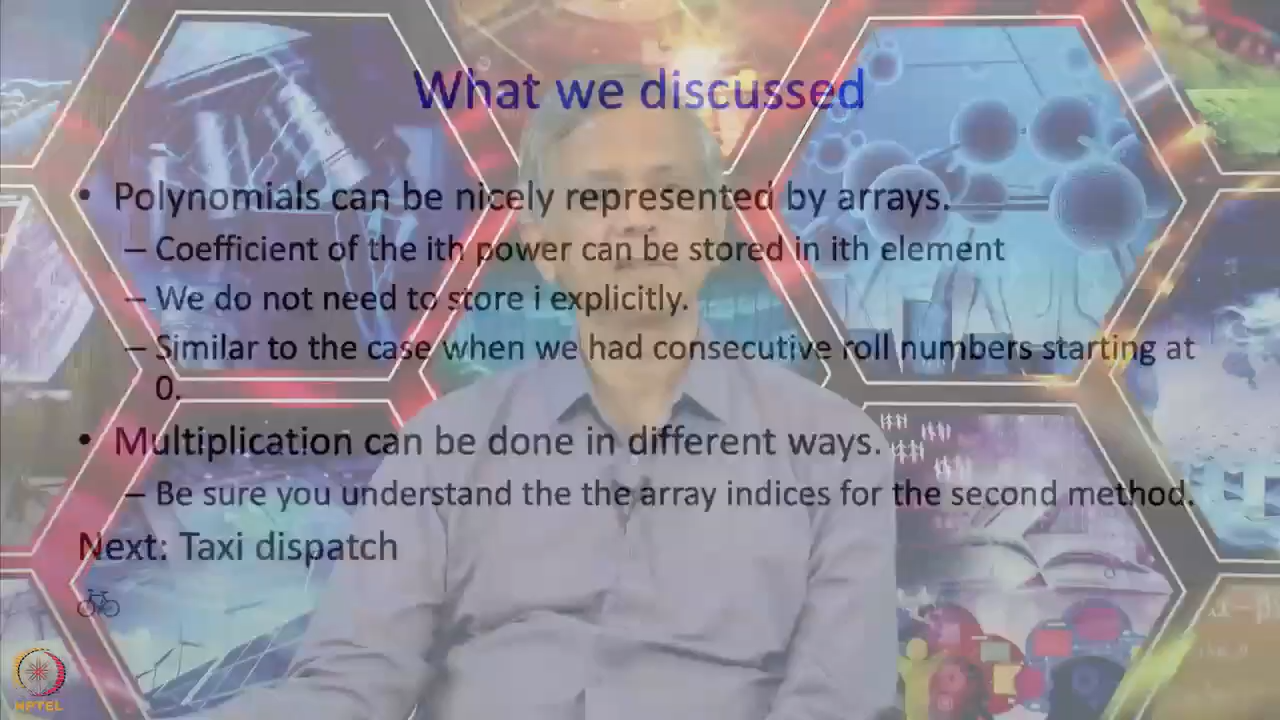 What we discussed
• Polynomials can be nicely represented by arrays.
– Coefficient of the ith power can be stored in ith element
– We do not need to store i explicitly.
– Similar to the case when we had consecutive roll numbers starting at
0.
• Multiplication can be done in different ways.
– Be sure you understand the the array indices for the second method.
Next: Taxi dispatch
NPTEL